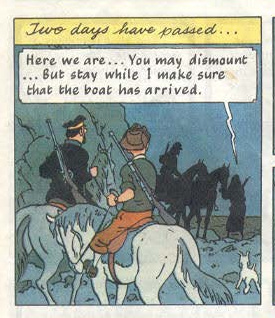 Two days have passed...
Here we are... You may dismount
... But stay while I make sure
that the boat has arrived.